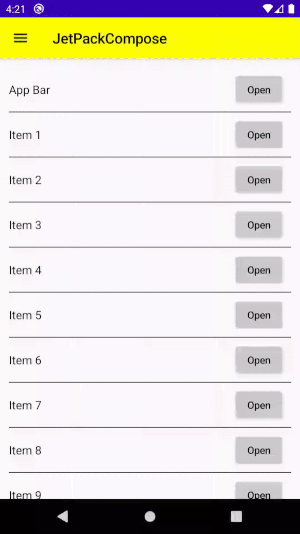 4:21
JetPackCompose
App Bar Open
Item 1 Open
Item 2 Open
Item 3 Open
Item 4 Open
Item 5 Open
Item 6 Open
Item 7 Open
Item 8 Open
Item 9 Open